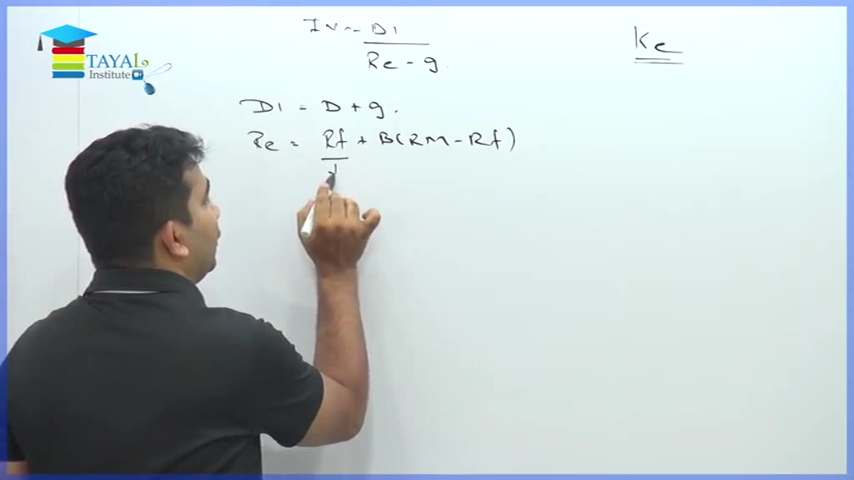 TAYAL
Institute
IV = D1
Re - g
Ke
D1 = D + g.
Re = Rf + B(RM - Rf)